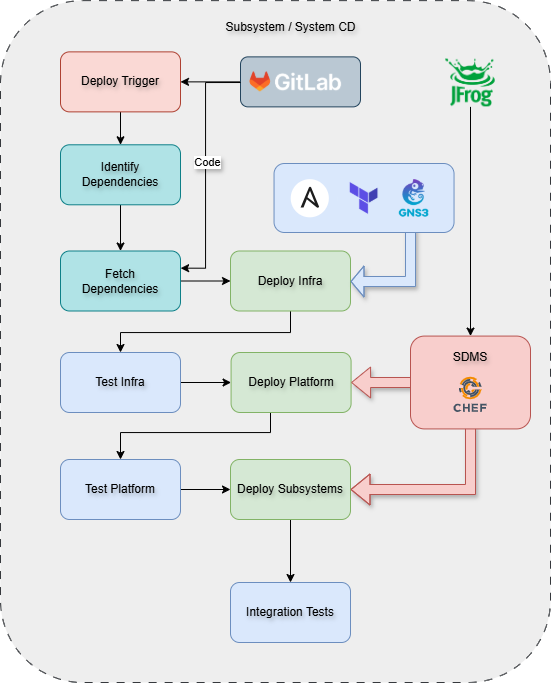 Subsystem / System CD
Deploy Trigger
GitLab
JFrog
Code
Identify
Dependencies
GNS3
Fetch
Dependencies
Deploy Infra
Test Infra
Deploy Platform
SDMS
CHEF
Test Platform
Deploy Subsystems
Integration Tests